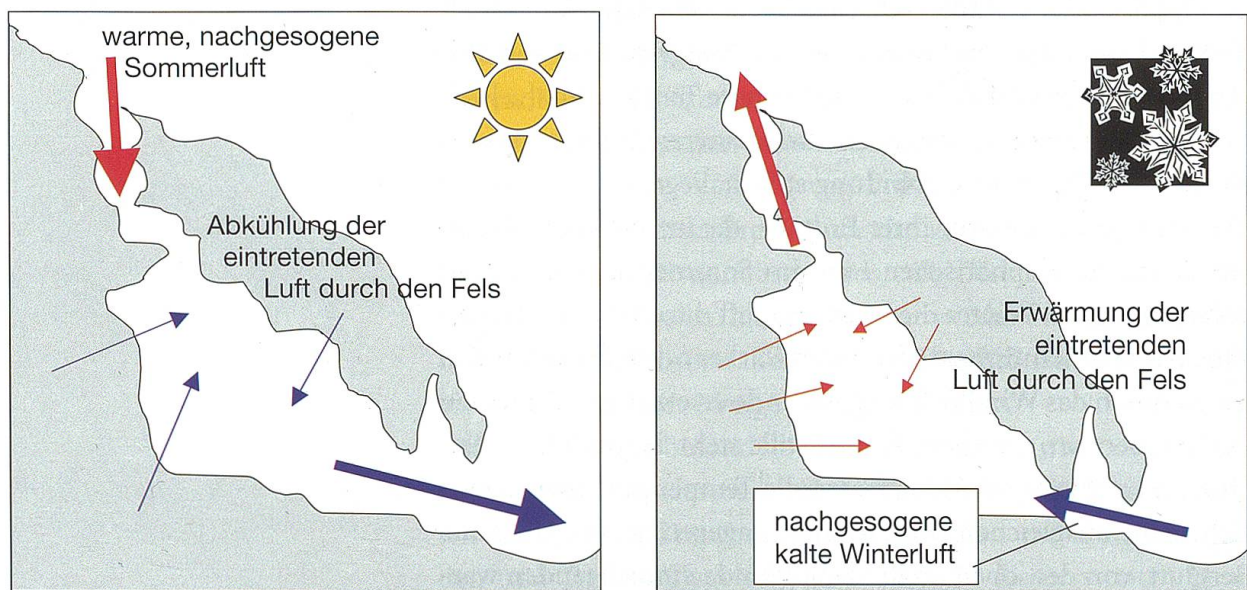 warme, nachgesogene
Sommerluft
Abkühlung der
eintretenden
Luft durch den Fels
Erwärmung der
eintretenden
Luft durch den Fels
nachgesogene
kalte Winterluft